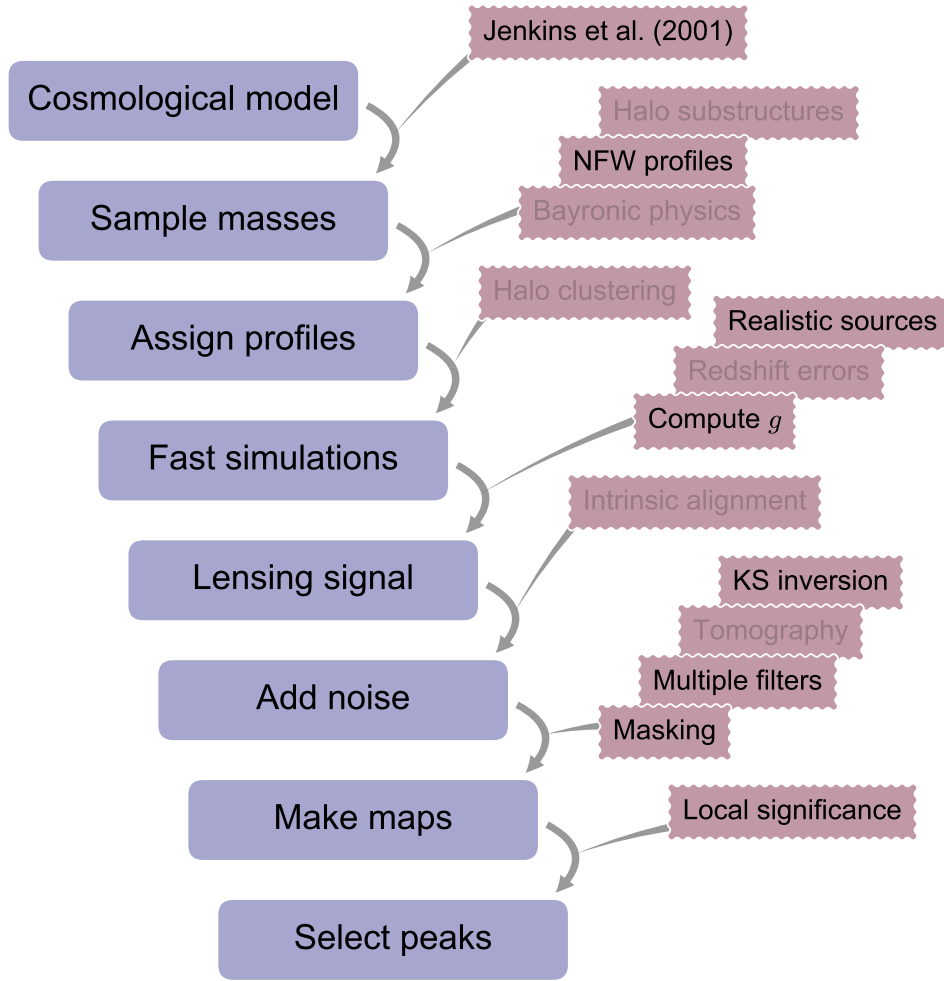 Jenkins et al. (2001)
Cosmological model
Halo substructures
NFW profiles
Sample masses
Bayronic physics
Halo clustering
Realistic sources
Assign profiles
Redshift errors
Compute g
Fast simulations
Intrinsic alignment
Lensing signal
KS inversion
Tomography
Multiple filters
Add noise
Masking
Local significance
Make maps
Select peaks